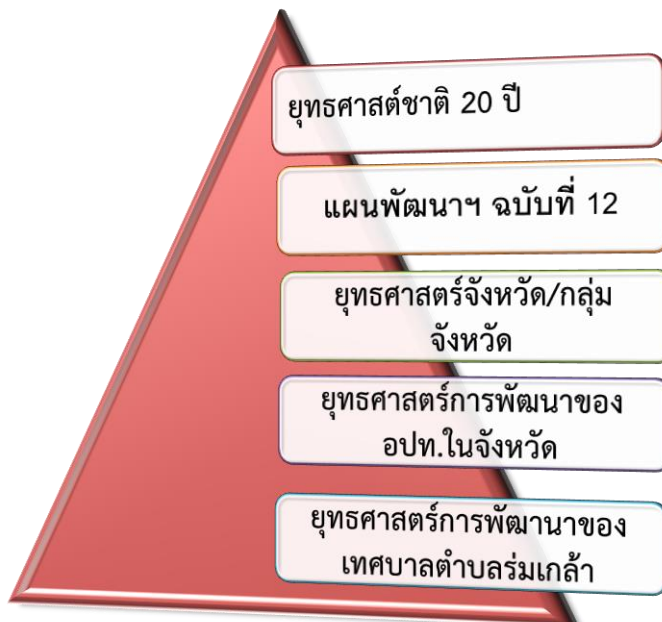 ยุทธศาสต์ชาติ 20 ปี
แผนพัฒนาฯ ฉบับที่ 12
ยุทธศาสตร์จังหวัด/กลุ่ม
จังหวัด
ยุทธศาสตร์การพัฒนาของ
อปท.ในจังหวัด
ยุทธศาสตร์การพัฒานาของ
เทศบาลตำบลร่มเกล้า